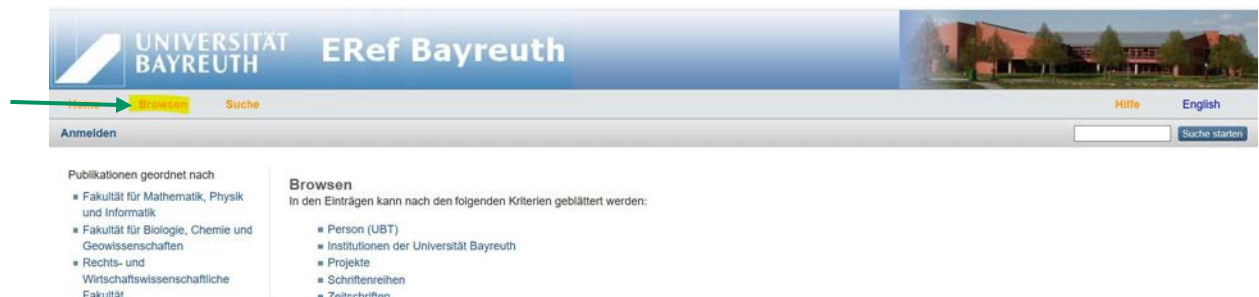 UNIVERSITÄT
BAYREUTH
ERef Bayreuth
Home Browsen Suche Hilfe English
Anmelden Suche starten
Publikationen geordnet nach
Fakultät für Mathematik, Physik
und Informatik
Fakultät für Biologie, Chemie und
Geowissenschaften
Rechts- und
Wirtschaftswissenschaftliche
Fakultät
Browsen
In den Einträgen kann nach den folgenden Kriterien geblättert werden:
Person (UBT)
Institutionen der Universität Bayreuth
Projekte
Schriftenreihen
Zeitschriften